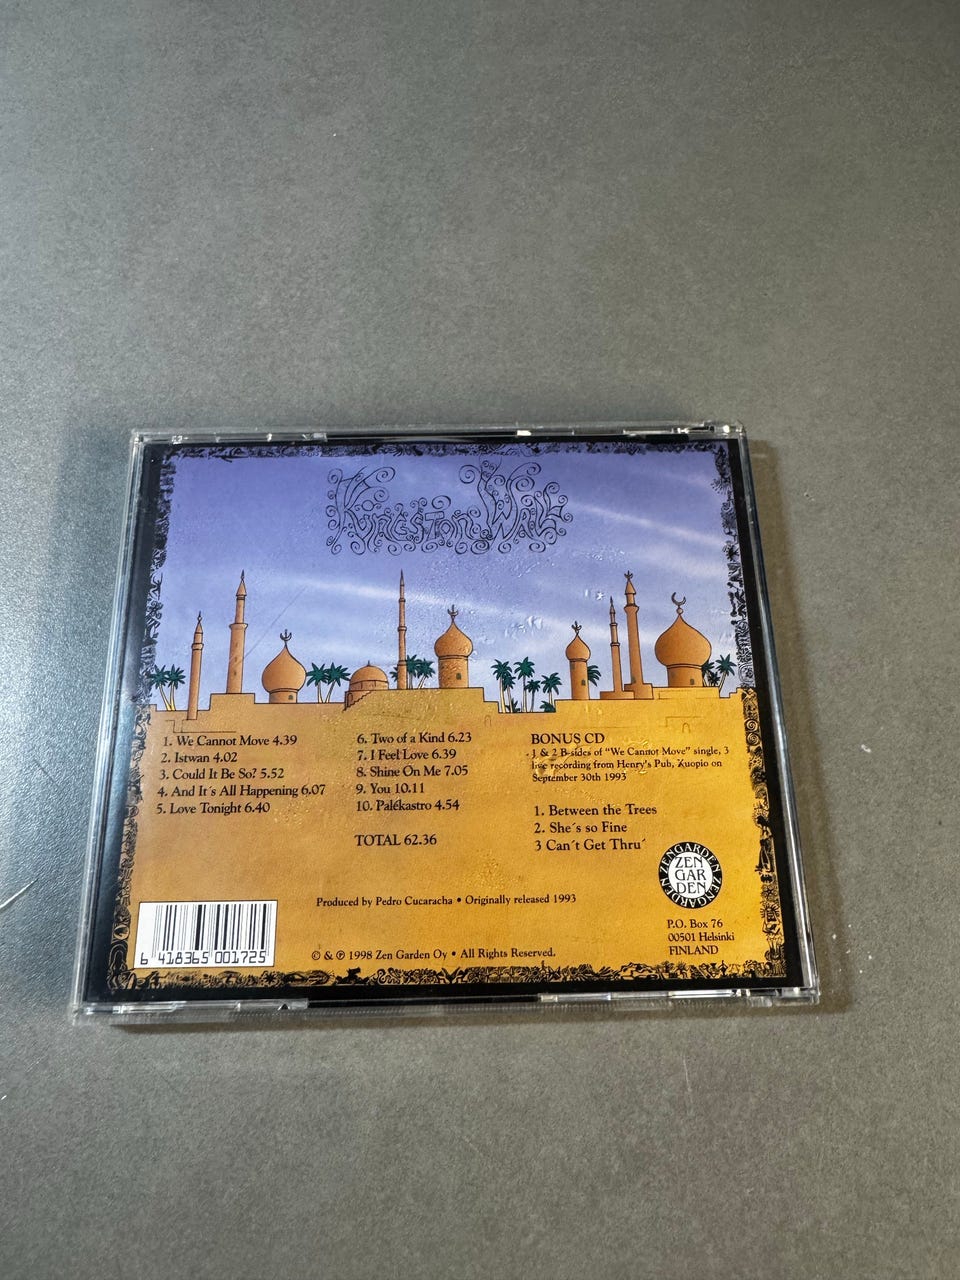 Kingston Wall
1. We Cannot Move 4.39
2. Istwan 4.02
3. Could It Be So? 5.52
4. And It´s All Happening 6.07
5. Love Tonight 6.40
6. Two of a Kind 6.23
7. I Feel Love 6.39
8. Shine On Me 7.05
9. You 10.11
10. Palékastro 4.54
TOTAL 62.36
BONUS CD
1 & 2 B-sides of "We Cannot Move" single, 3
live recording from Henry's Pub, Kuopio on
September 30th 1993
1. Between the Trees
2. She´s so Fine
3 Can´t Get Thru´
ZENGARDEN ZENGARDEN
ZEN
GAR
DEN
Produced by Pedro Cucaracha • Originally released 1993
P.O. Box 76
00501 Helsinki
FINLAND
© & ℗ 1998 Zen Garden Oy • All Rights Reserved.
6 418365 001725